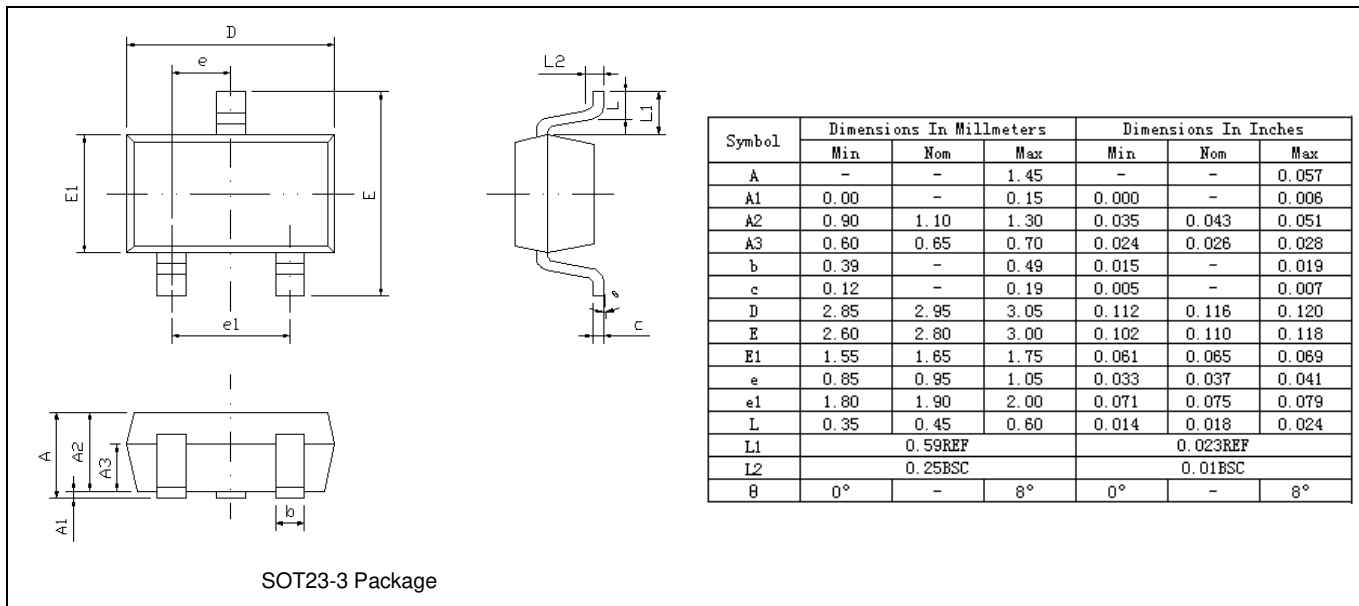 D
e
L2
L
L1
E1
E
e1
θ
c
A
A2
A3
A1
b
SOT23-3 Package
Symbol Dimensions In Millmeters Dimensions In Inches
Min Nom Max Min Nom Max
A - - 1.45 - - 0.057
A1 0.00 - 0.15 0.000 - 0.006
A2 0.90 1.10 1.30 0.035 0.043 0.051
A3 0.60 0.65 0.70 0.024 0.026 0.028
b 0.39 - 0.49 0.015 - 0.019
c 0.12 - 0.19 0.005 - 0.007
D 2.85 2.95 3.05 0.112 0.116 0.120
E 2.60 2.80 3.00 0.102 0.110 0.118
E1 1.55 1.65 1.75 0.061 0.065 0.069
e 0.85 0.95 1.05 0.033 0.037 0.041
e1 1.80 1.90 2.00 0.071 0.075 0.079
L 0.35 0.45 0.60 0.014 0.018 0.024
L1 0.59REF 0.023REF
L2 0.25BSC 0.01BSC
θ 0° - 8° 0° - 8°